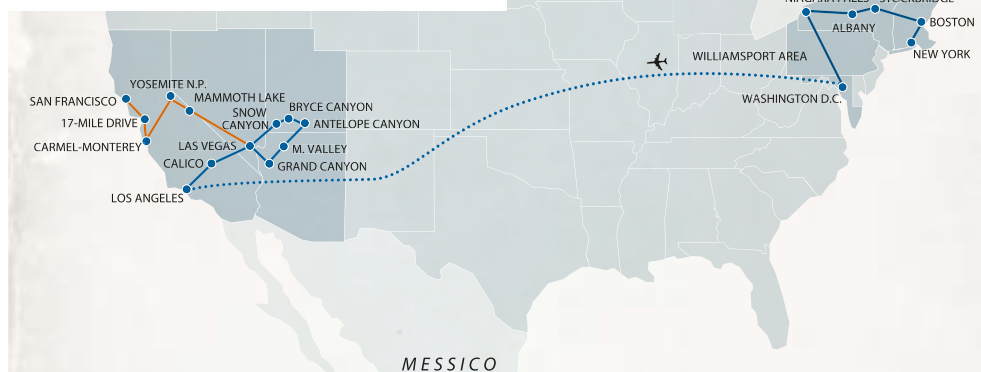 NIAGARA FALLS STOCKBRIDGE
BOSTON
ALBANY
NEW YORK
WILLIAMSPORT AREA
WASHINGTON D.C.
YOSEMITE N.P.
SAN FRANCISCO
MAMMOTH LAKE
BRYCE CANYON
SNOW
CANYON
17-MILE DRIVE
ANTELOPE CANYON
CARMEL-MONTEREY
LAS VEGAS
M. VALLEY
CALICO
GRAND CANYON
LOS ANGELES
MESSICO